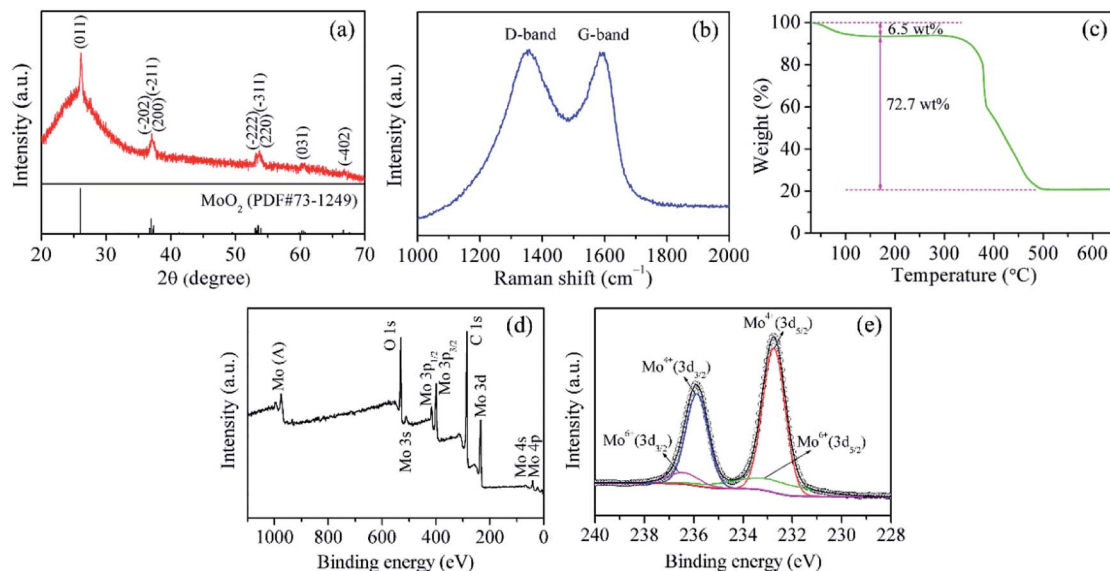 (a)
(011)
(-202)(-211)
(200)
(-222)(-311)
(220)
(031)
(-402)
MoO₂ (PDF#73-1249)
Intensity (a.u.)
20 30 40 50 60 70
2θ (degree)
(b)
D-band G-band
Intensity (a.u.)
1000 1200 1400 1600 1800 2000
Raman shift (cm⁻¹)
(c)
6.5 wt%
72.7 wt%
Weight (%)
100
80
60
40
20
0
100 200 300 400 500 600
Temperature (°C)
(d)
Mo (A)
O 1s
Mo 3s
Mo 3p1/2
Mo 3p3/2
C 1s
Mo 3d
Mo 4s
Mo 4p
Intensity (a.u.)
1000 800 600 400 200 0
Binding energy (eV)
(e)
Mo⁴⁺(3d5/2)
Mo⁴⁺(3d3/2)
Mo⁶⁺(3d3/2)
Mo⁶⁺(3d5/2)
Intensity (a.u.)
240 238 236 234 232 230 228
Binding energy (eV)